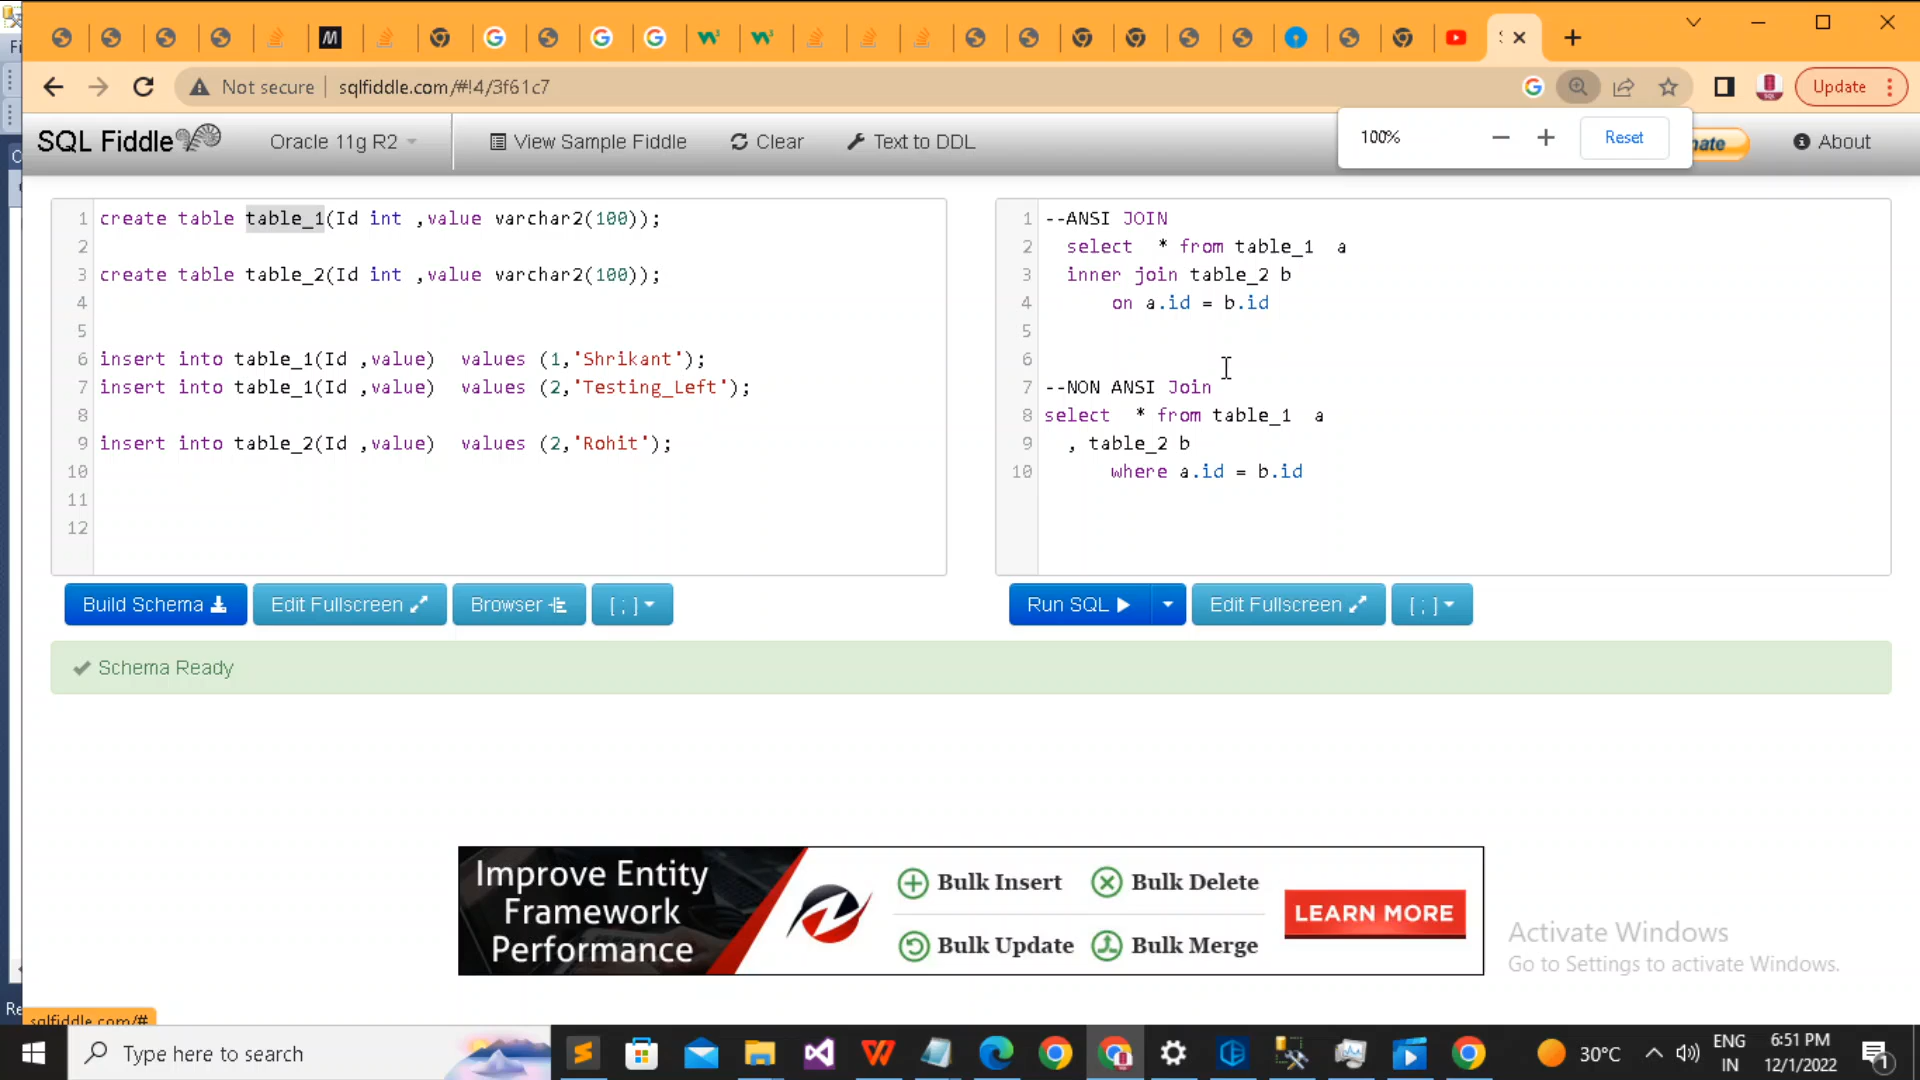 Not secure
sqlfiddle.com/#!4/3f61c7
Update
SQL Fiddle
Oracle 11g R2
View Sample Fiddle
Clear
Text to DDL
100%
Reset
About
1 create table table_1(Id int ,value varchar2(100));
2
3 create table table_2(Id int ,value varchar2(100));
4
5
6 insert into table_1(Id ,value)  values (1,'Shrikant');
7 insert into table_1(Id ,value)  values (2,'Testing_Left');
8
9 insert into table_2(Id ,value)  values (2,'Rohit');
10
11
12
1 --ANSI JOIN
2 select  * from table_1  a
3 inner join table_2 b
4 on a.id = b.id
5
6
7 --NON ANSI Join
8 select  * from table_1  a
9 , table_2 b
10 where a.id = b.id
Build Schema
Edit Fullscreen
Browser
[ ; ]
Run SQL
Edit Fullscreen
[ ; ]
Schema Ready
Improve Entity
Framework
Performance
Bulk Insert
Bulk Delete
Bulk Update
Bulk Merge
LEARN MORE
Activate Windows
Go to Settings to activate Windows.
sqlfiddle.com/#
Type here to search
30°C
ENG
IN
6:51 PM
12/1/2022
1